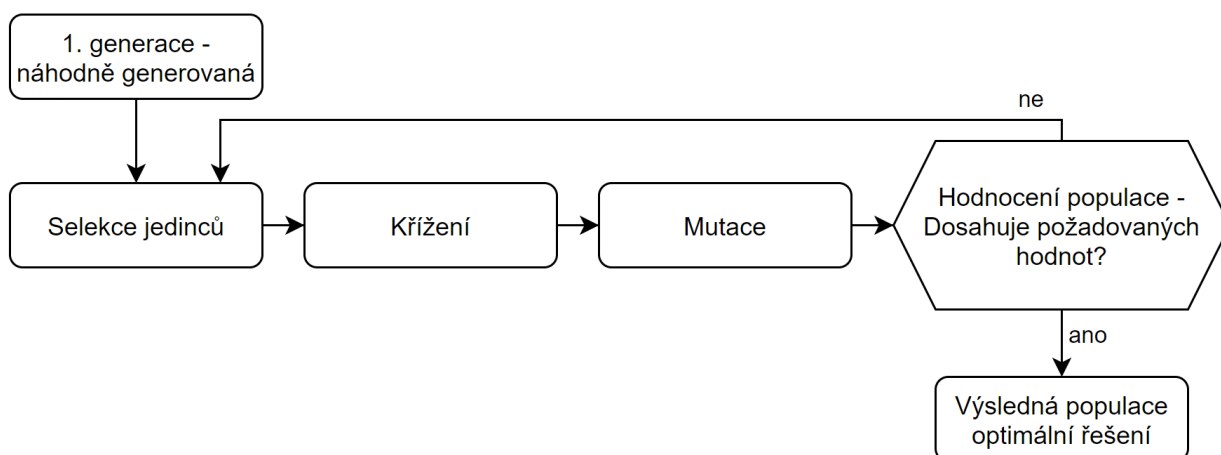 1. generace -
náhodně generovaná
ne
Selekce jedinců
Křížení
Mutace
Hodnocení populace -
Dosahuje požadovaných
hodnot?
ano
Výsledná populace
optimální řešení